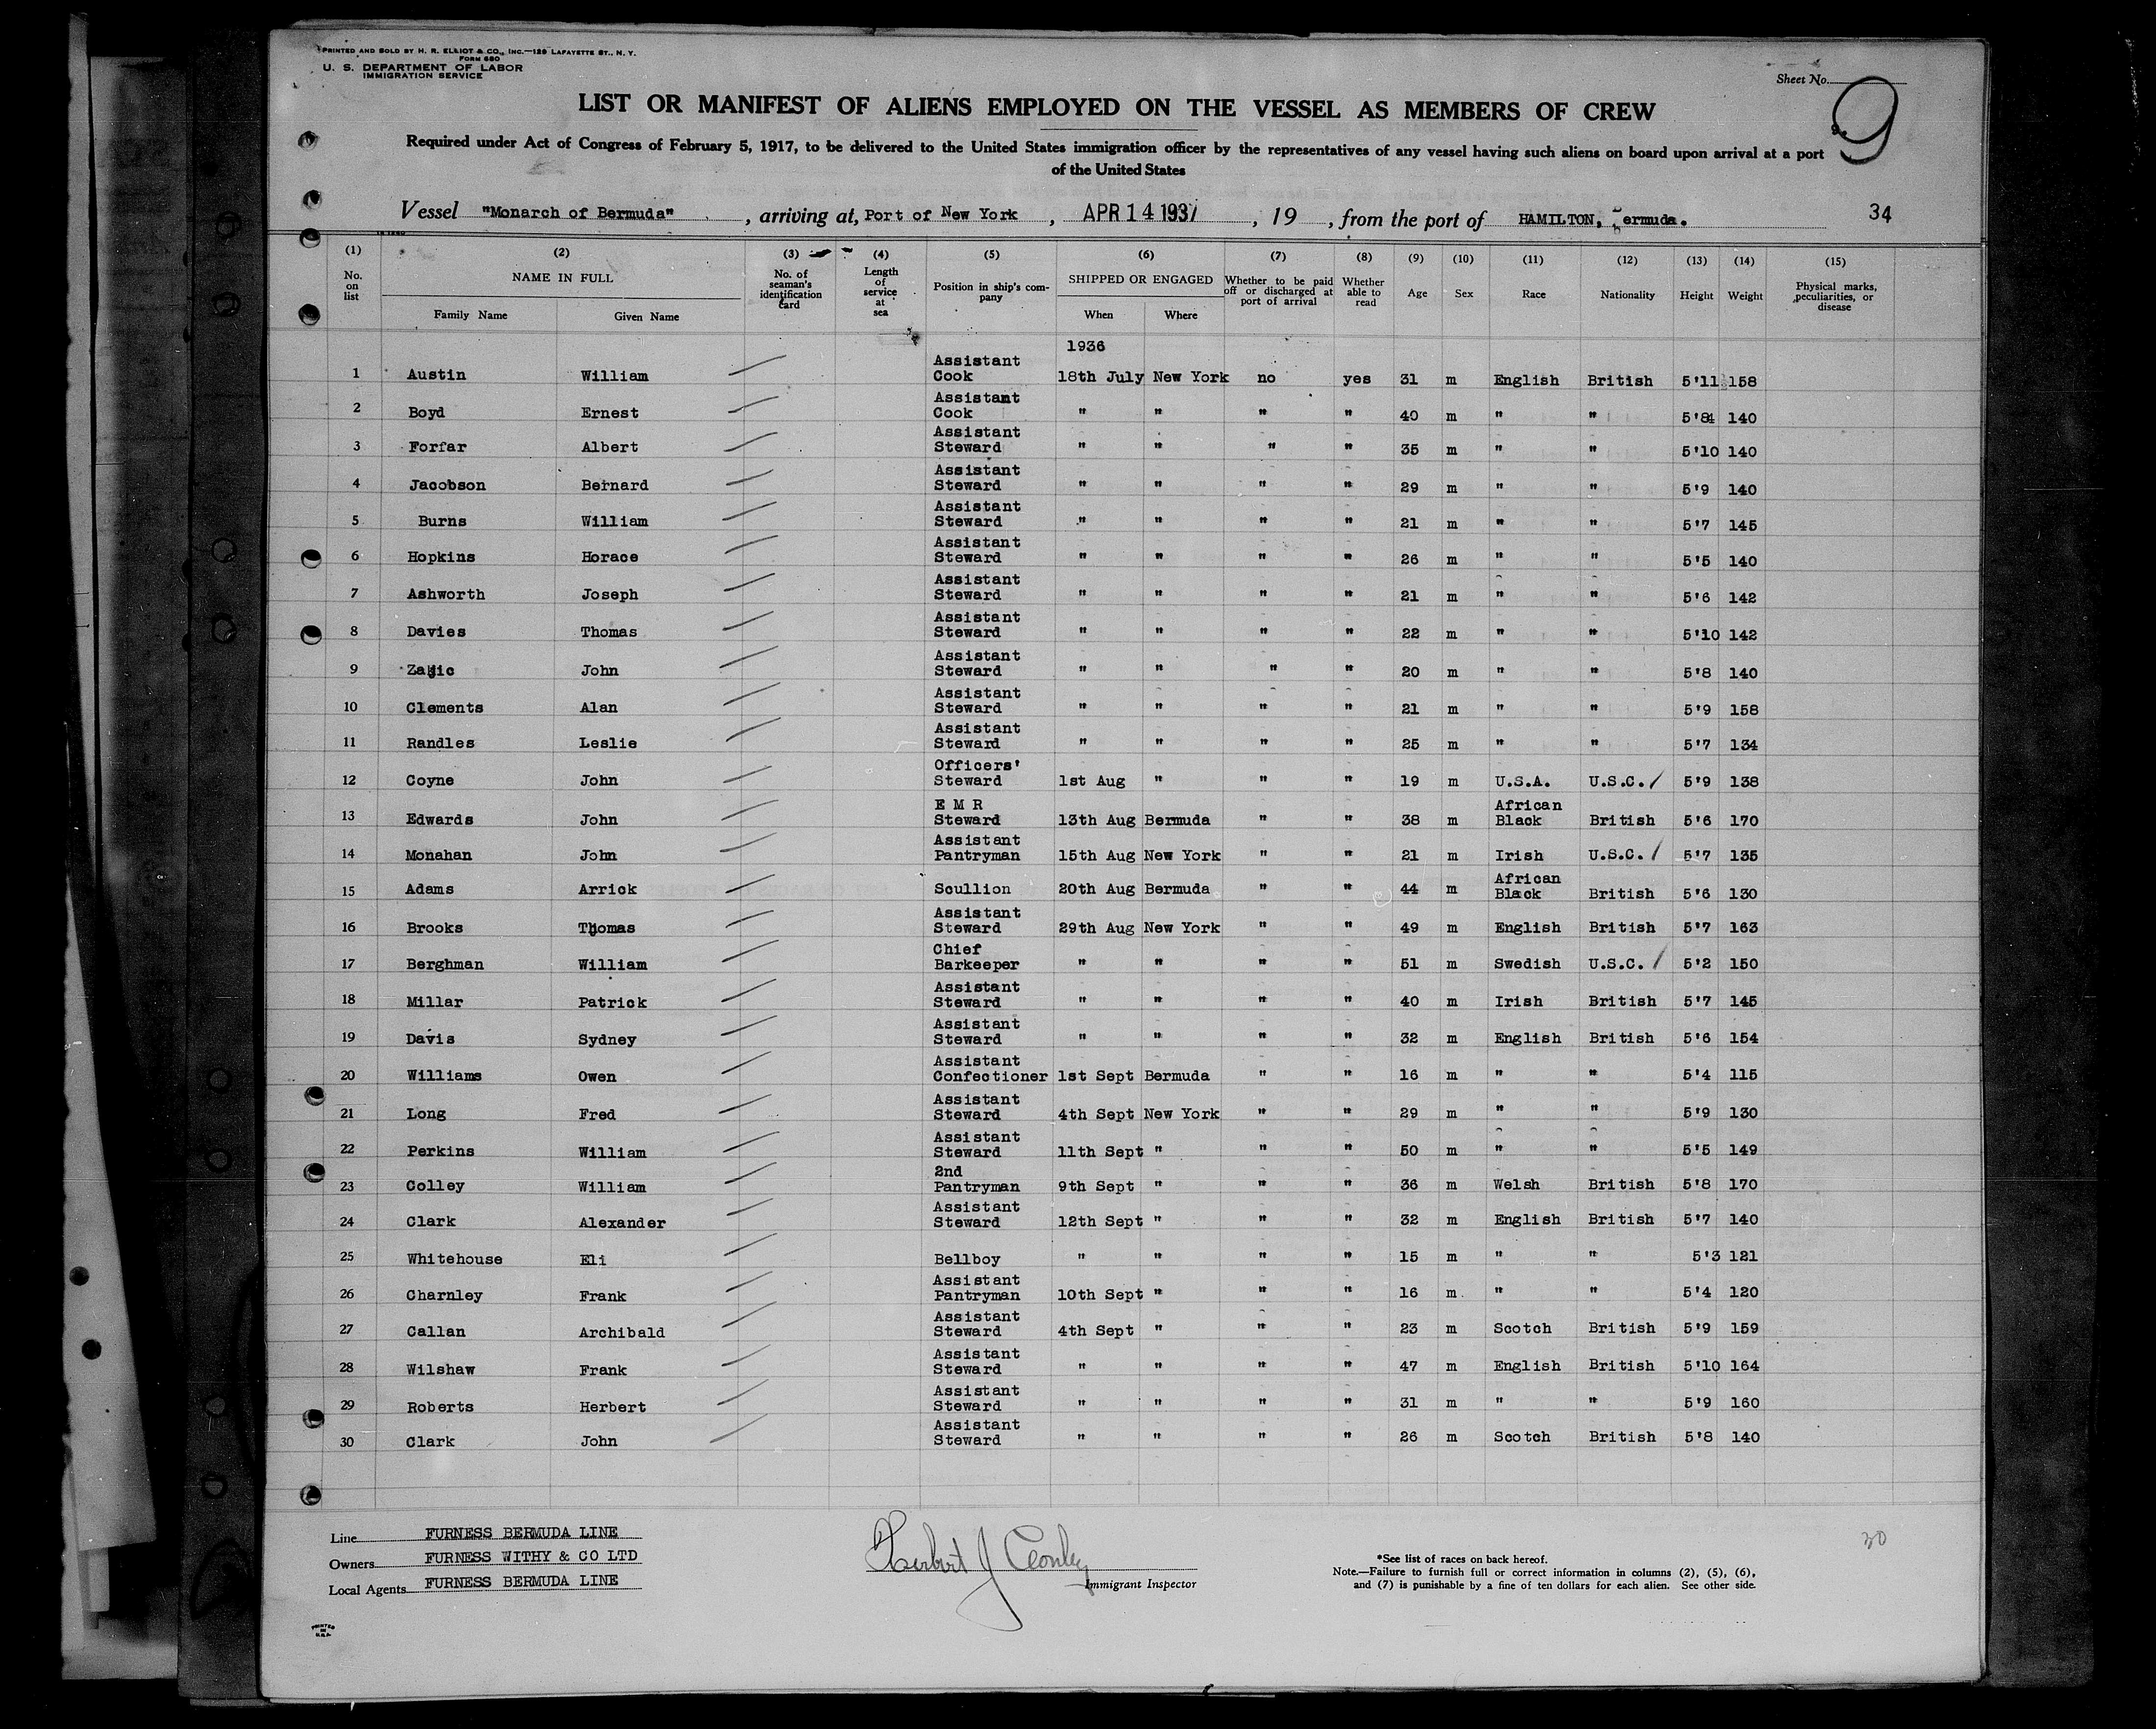 PRINTED AND SOLD BY H. R. ELLIOT & CO., INC.—129 LAFAYETTE ST., N. Y.
FORM 680
U. S. DEPARTMENT OF LABOR
IMMIGRATION SERVICE
Sheet No.
9
LIST OR MANIFEST OF ALIENS EMPLOYED ON THE VESSEL AS MEMBERS OF CREW
Required under Act of Congress of February 5, 1917, to be delivered to the United States immigration officer by the representatives of any vessel having such aliens on board upon arrival at a port
of the United States
Vessel "Monarch of Bermuda", arriving at, Port of New York, APR 14 1937, 19, from the port of HAMILTON, Bermuda.
34
(1) No. on list (2) NAME IN FULL Family Name Given Name (3) No. of seaman's identification card (4) Length of service at sea (5) Position in ship's company (6) SHIPPED OR ENGAGED When Where (7) Whether to be paid off or discharged at port of arrival (8) Whether able to read (9) Age (10) Sex (11) Race (12) Nationality (13) Height (14) Weight (15) Physical marks, peculiarities, or disease
1936
1 Austin William Assistant Cook 18th July New York no yes 31 m English British 5'11 158
2 Boyd Ernest Assistant Cook " " " " 40 m " " 5'8 140
3 Forfar Albert Assistant Steward " " " " 35 m " " 5'10 140
4 Jacobson Bernard Assistant Steward " " " " 29 m " " 5'9 140
5 Burns William Assistant Steward " " " " 21 m " " 5'7 145
6 Hopkins Horace Assistant Steward " " " " 26 m " " 5'5 140
7 Ashworth Joseph Assistant Steward " " " " 21 m " " 5'6 142
8 Davies Thomas Assistant Steward " " " " 22 m " " 5'10 142
9 John Assistant Steward " " " " 20 m " " 5'8 140
10 Clements Alan Assistant Steward " " " " 21 m " " 5'9 158
11 Randles Leslie Assistant Steward " " " " 25 m " " 5'7 134
12 Coyne John Officers' Steward 1st Aug " " " 19 m U.S.A. U.S.C. 5'9 138
13 Edwards John E M R Steward 13th Aug Bermuda " " 38 m African Black British 5'6 170
14 Monahan John Assistant Pantryman 15th Aug New York " " 21 m Irish U.S.C. 5'7 135
15 Adams Arrick Scullion 20th Aug Bermuda " " 44 m African Black British 5'6 130
16 Brooks Thomas Assistant Steward 29th Aug New York " " 49 m English British 5'7 163
17 Berghman William Chief Barkeeper " " " " 51 m Swedish U.S.C. 5'2 150
18 Millar Patrick Assistant Steward " " " " 40 m Irish British 5'7 145
19 Davis Sydney Assistant Steward " " " " 32 m English British 5'6 154
20 Williams Owen Assistant Confectioner 1st Sept Bermuda " " 16 m " " 5'4 115
21 Long Fred Assistant Steward 4th Sept New York " " 29 m " " 5'9 130
22 Perkins William Assistant Steward 11th Sept " " " 50 m " " 5'5 149
23 Colley William 2nd Pantryman 9th Sept " " " 36 m Welsh British 5'8 170
24 Clark Alexander Assistant Steward 12th Sept " " " 32 m English British 5'7 140
25 Whitehouse Eli Bellboy " " " " 15 m " " 5'3 121
26 Charnley Frank Assistant Pantryman 10th Sept " " " 16 m " " 5'4 120
27 Callan Archibald Assistant Steward 4th Sept " " " 23 m Scotch British 5'9 159
28 Wilshaw Frank Assistant Steward " " " " 47 m English British 5'10 164
29 Roberts Herbert Assistant Steward " " " " 31 m " " 5'9 160
30 Clark John Assistant Steward " " " " 26 m Scotch British 5'8 140
Line FURNESS BERMUDA LINE
Owners FURNESS WITHY & CO LTD
Local Agents FURNESS BERMUDA LINE
Herbert J
Immigrant Inspector
30
*See list of races on back hereof.
Note.—Failure to furnish full or correct information in columns (2), (5), (6),
and (7) is punishable by a fine of ten dollars for each alien. See other side.
PRINTED
IN
U.S.A.